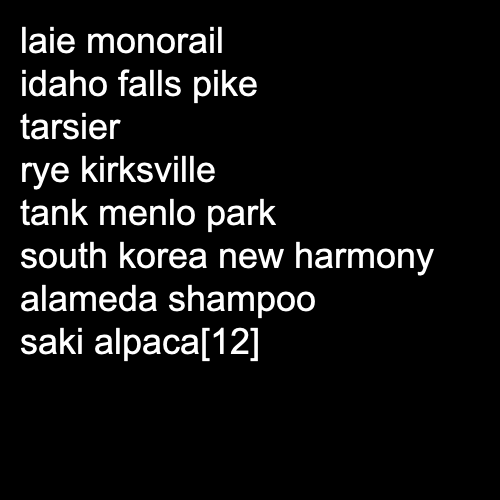 laie monorail
idaho falls pike
tarsier
rye kirksville
tank menlo park
south korea new harmony
alameda shampoo
saki alpaca[12]